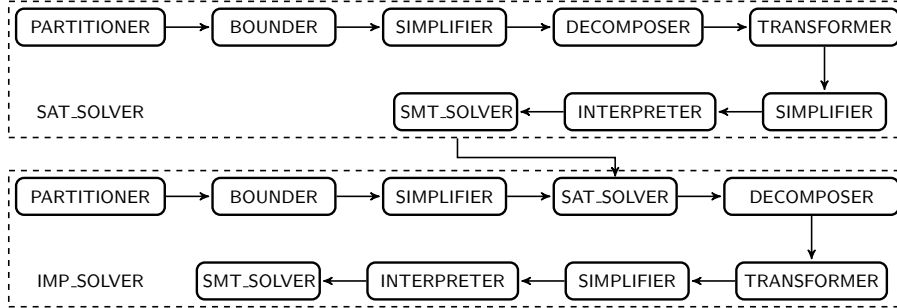 PARTITIONER BOUNDER SIMPLIFIER DECOMPOSER TRANSFORMER
SAT_SOLVER SMT_SOLVER INTERPRETER SIMPLIFIER
PARTITIONER BOUNDER SIMPLIFIER SAT_SOLVER DECOMPOSER
IMP_SOLVER SMT_SOLVER INTERPRETER SIMPLIFIER TRANSFORMER